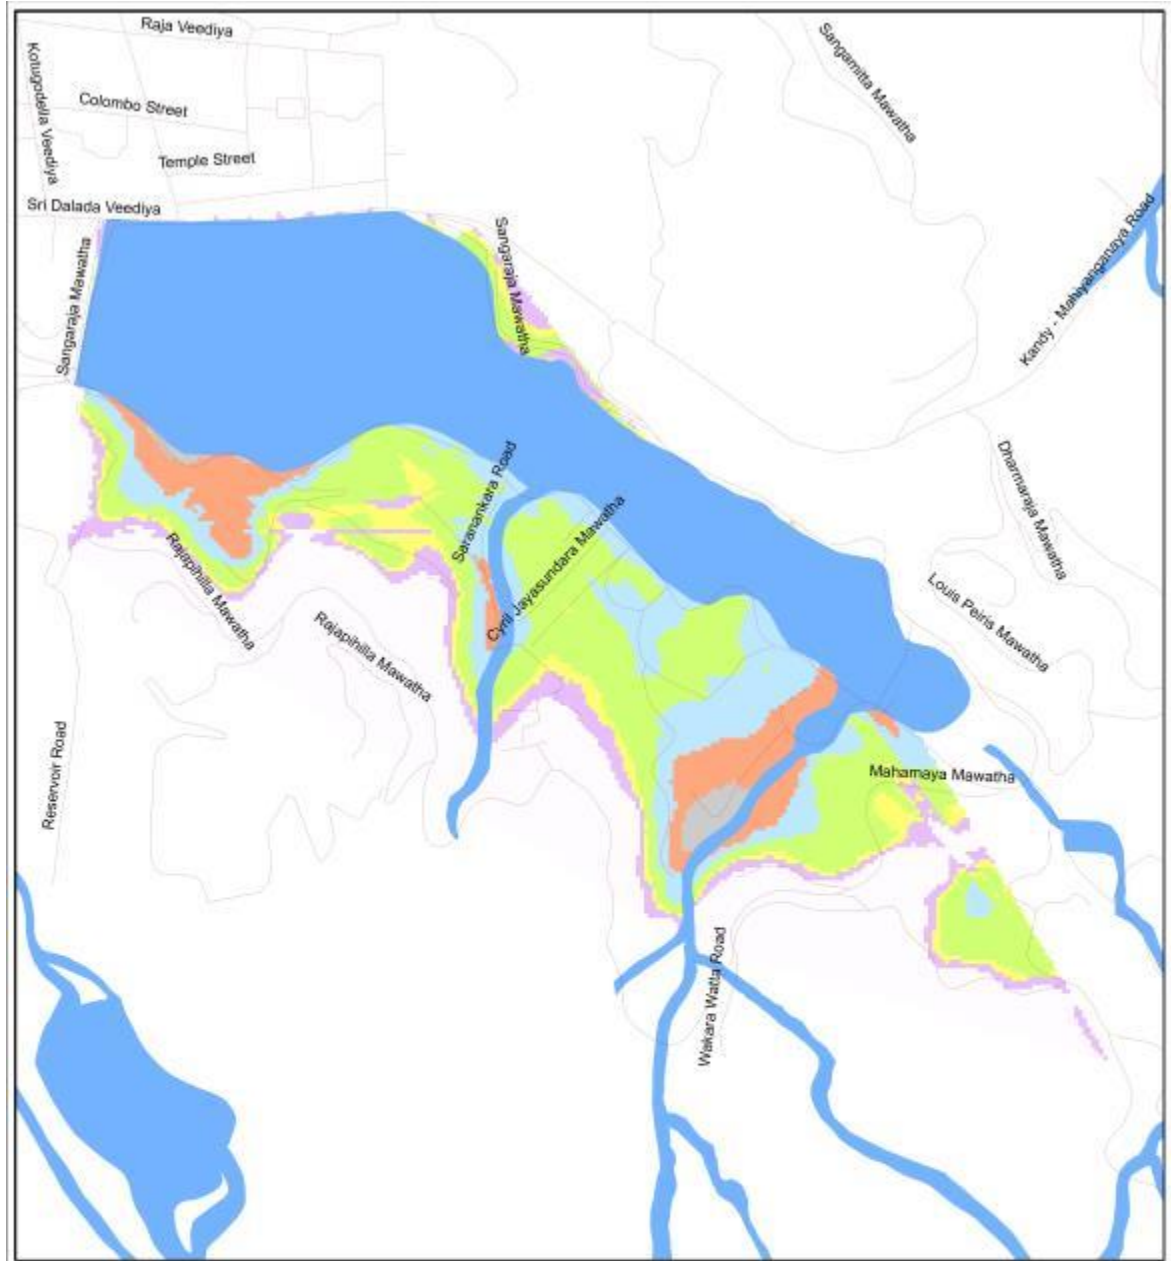 Raja Veediya
Sangamitta Mawatha
Kotugodella Veediya
Colombo Street
Temple Street
Sri Dalada Veediya
Sangaraja Mawatha
Sangaraja Mawatha
Kandy - Mahiyanganaya Road
Saranankara Road
Dharmaraja Mawatha
Cyril Jayasundara Mawatha
Rajapihilla Mawatha
Louis Peiris Mawatha
Rajapihilla Mawatha
Reservoir Road
Mahamaya Mawatha
Wakara Watta Road